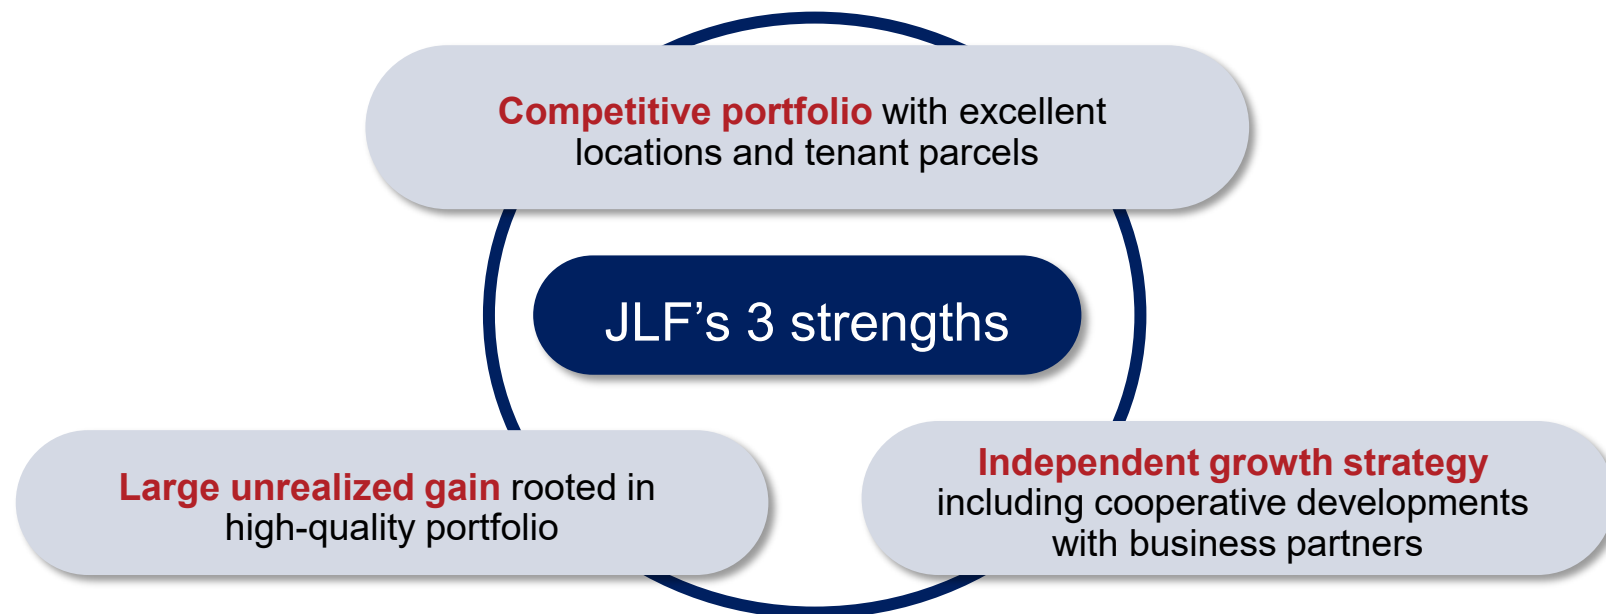 Competitive portfolio with excellent
locations and tenant parcels
JLF’s 3 strengths
Large unrealized gain rooted in
high-quality portfolio
Independent growth strategy
including cooperative developments
with business partners